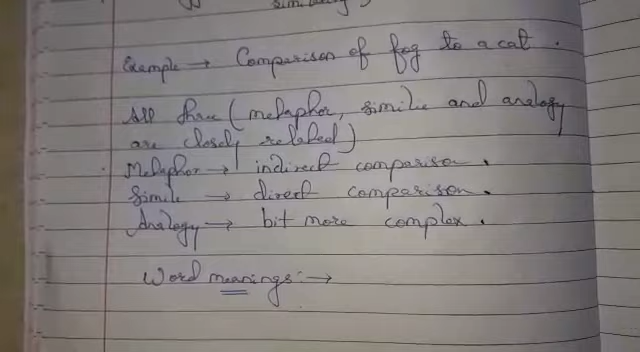 similarity)
Example → Comparison of fog to a cat.
All three (metaphor, simile and analogy
are closely related)
Metaphor → indirect comparison.
Simile → direct comparison.
Analogy → bit more complex.
Word meanings:→